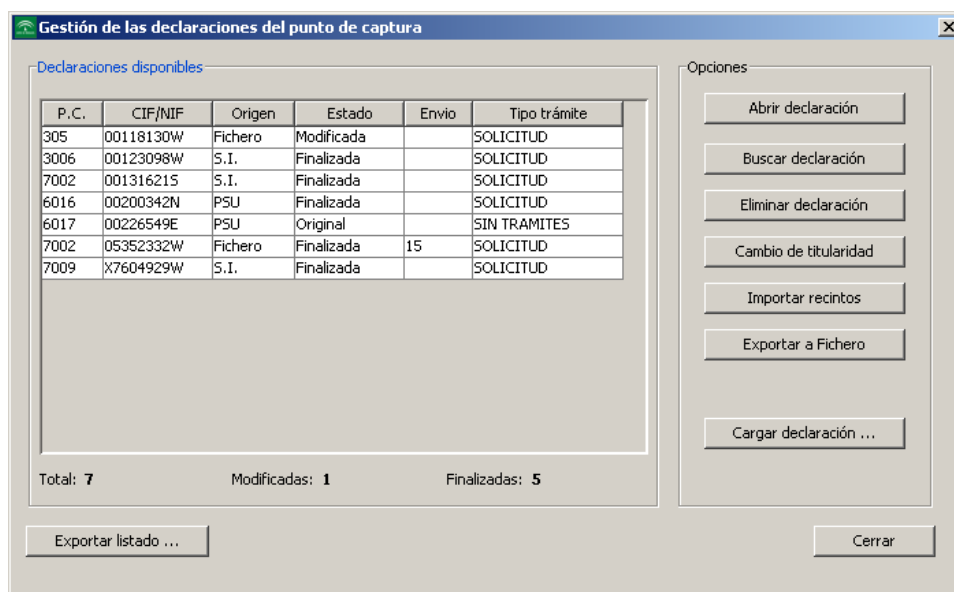 Gestión de las declaraciones del punto de captura
Declaraciones disponibles
P.C. CIF/NIF Origen Estado Envio Tipo trámite
305 00118130W Fichero Modificada SOLICITUD
3006 00123098W S.I. Finalizada SOLICITUD
7002 00131621S S.I. Finalizada SOLICITUD
6016 00200342N PSU Finalizada SOLICITUD
6017 00226549E PSU Original SIN TRAMITES
7002 05352332W Fichero Finalizada 15 SOLICITUD
7009 X7604929W S.I. Finalizada SOLICITUD
Total: 7 Modificadas: 1 Finalizadas: 5
Opciones
Abrir declaración
Buscar declaración
Eliminar declaración
Cambio de titularidad
Importar recintos
Exportar a Fichero
Cargar declaración ...
Exportar listado ...
Cerrar